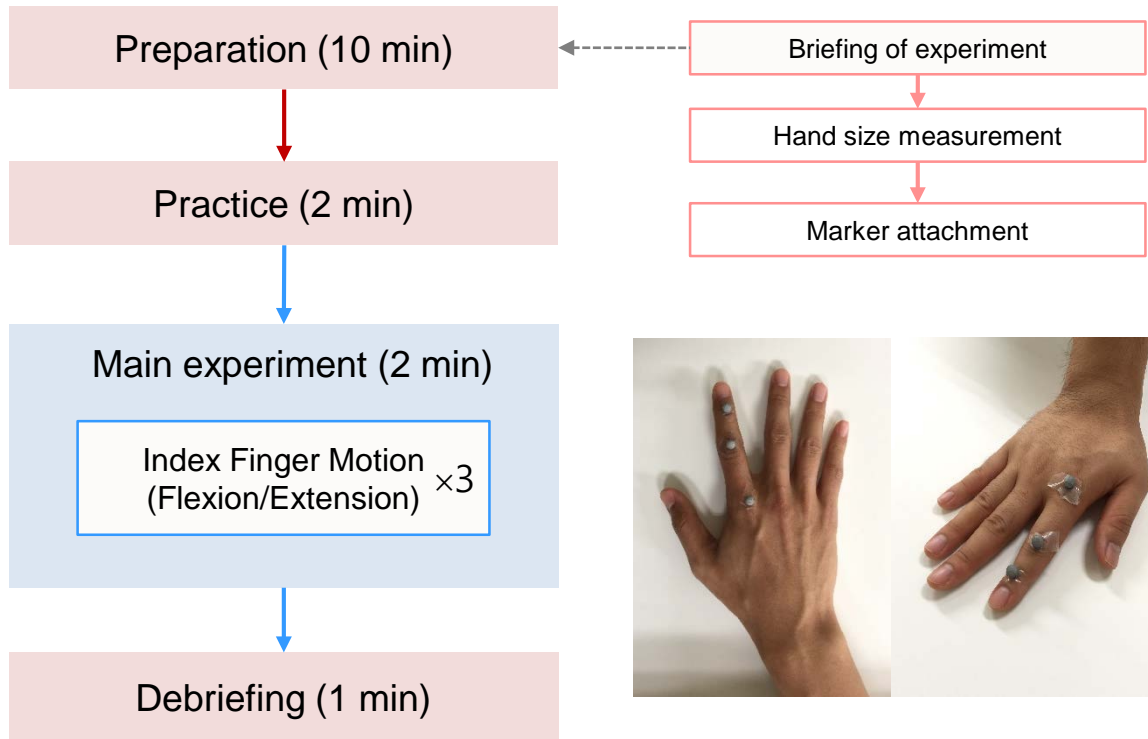 Preparation (10 min)
Practice (2 min)
Main experiment (2 min)
Index Finger Motion
(Flexion/Extension) ×3
Debriefing (1 min)
Briefing of experiment
Hand size measurement
Marker attachment